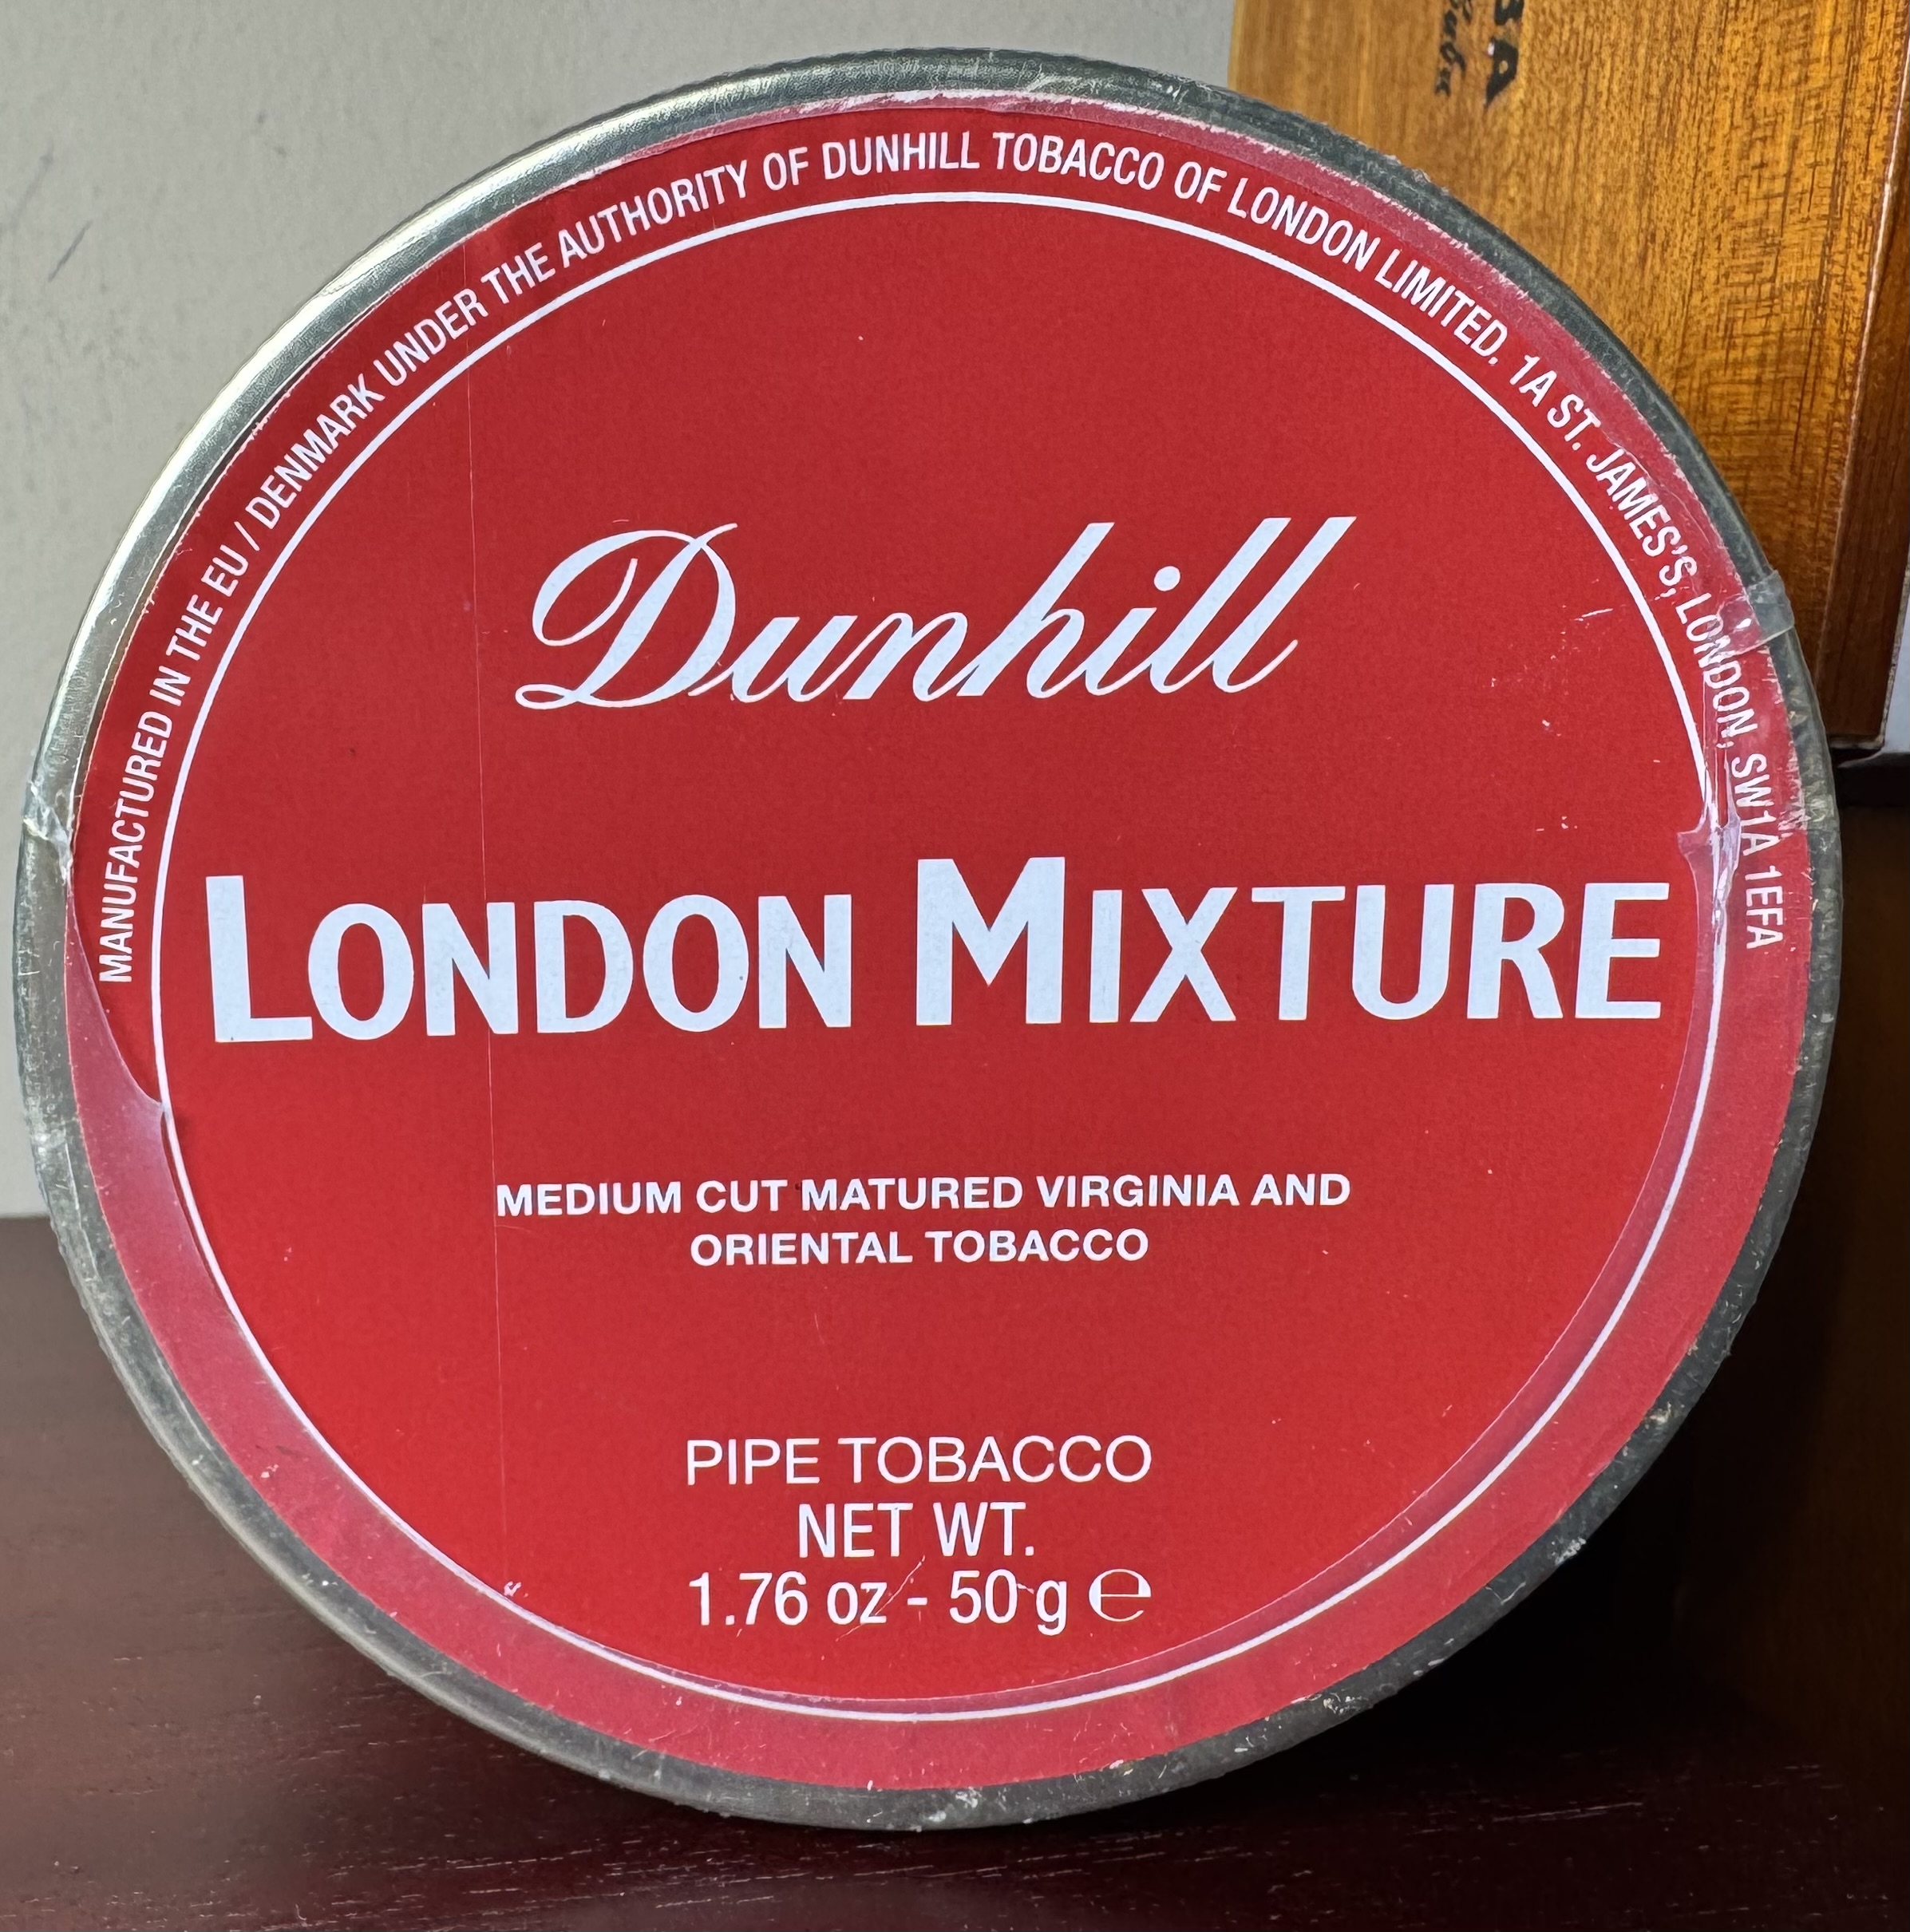 MANUFACTURED IN THE EU / DENMARK UNDER THE AUTHORITY OF DUNHILL TOBACCO OF LONDON LIMITED. 1A ST. JAMES'S, LONDON, SW1A 1EFA
Dunhill
LONDON MIXTURE
MEDIUM CUT MATURED VIRGINIA AND
ORIENTAL TOBACCO
PIPE TOBACCO
NET WT.
1.76 oz - 50 g ℮